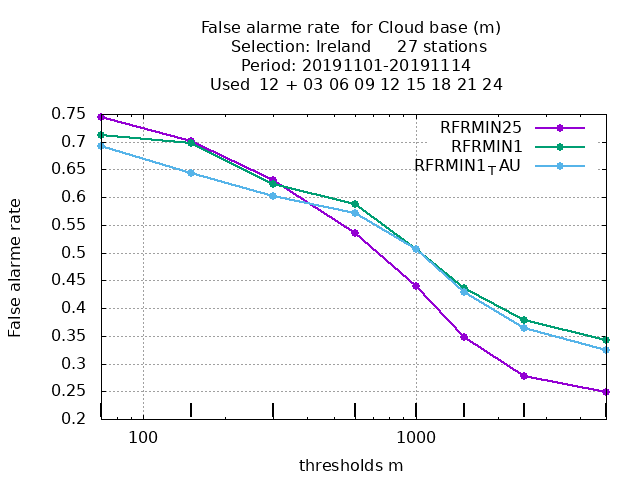 False alarme rate  for Cloud base (m)
Selection: Ireland     27 stations
Period: 20191101-20191114
Used  12 + 03 06 09 12 15 18 21 24
RFRMIN25
RFRMIN1
RFRMIN1TAU
0.75
0.7
0.65
0.6
0.55
0.5
0.45
0.4
0.35
0.3
0.25
0.2
False alarme rate
100 1000
thresholds m